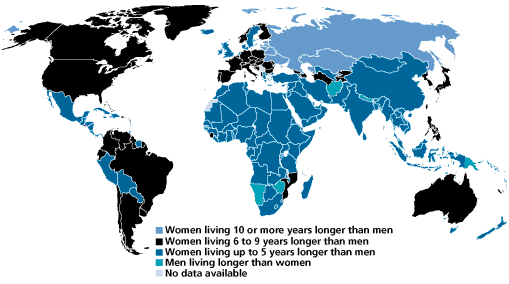 Women living 10 or more years longer than men
Women living 6 to 9 years longer than men
Women living up to 5 years longer than men
Men living longer than women
No data available